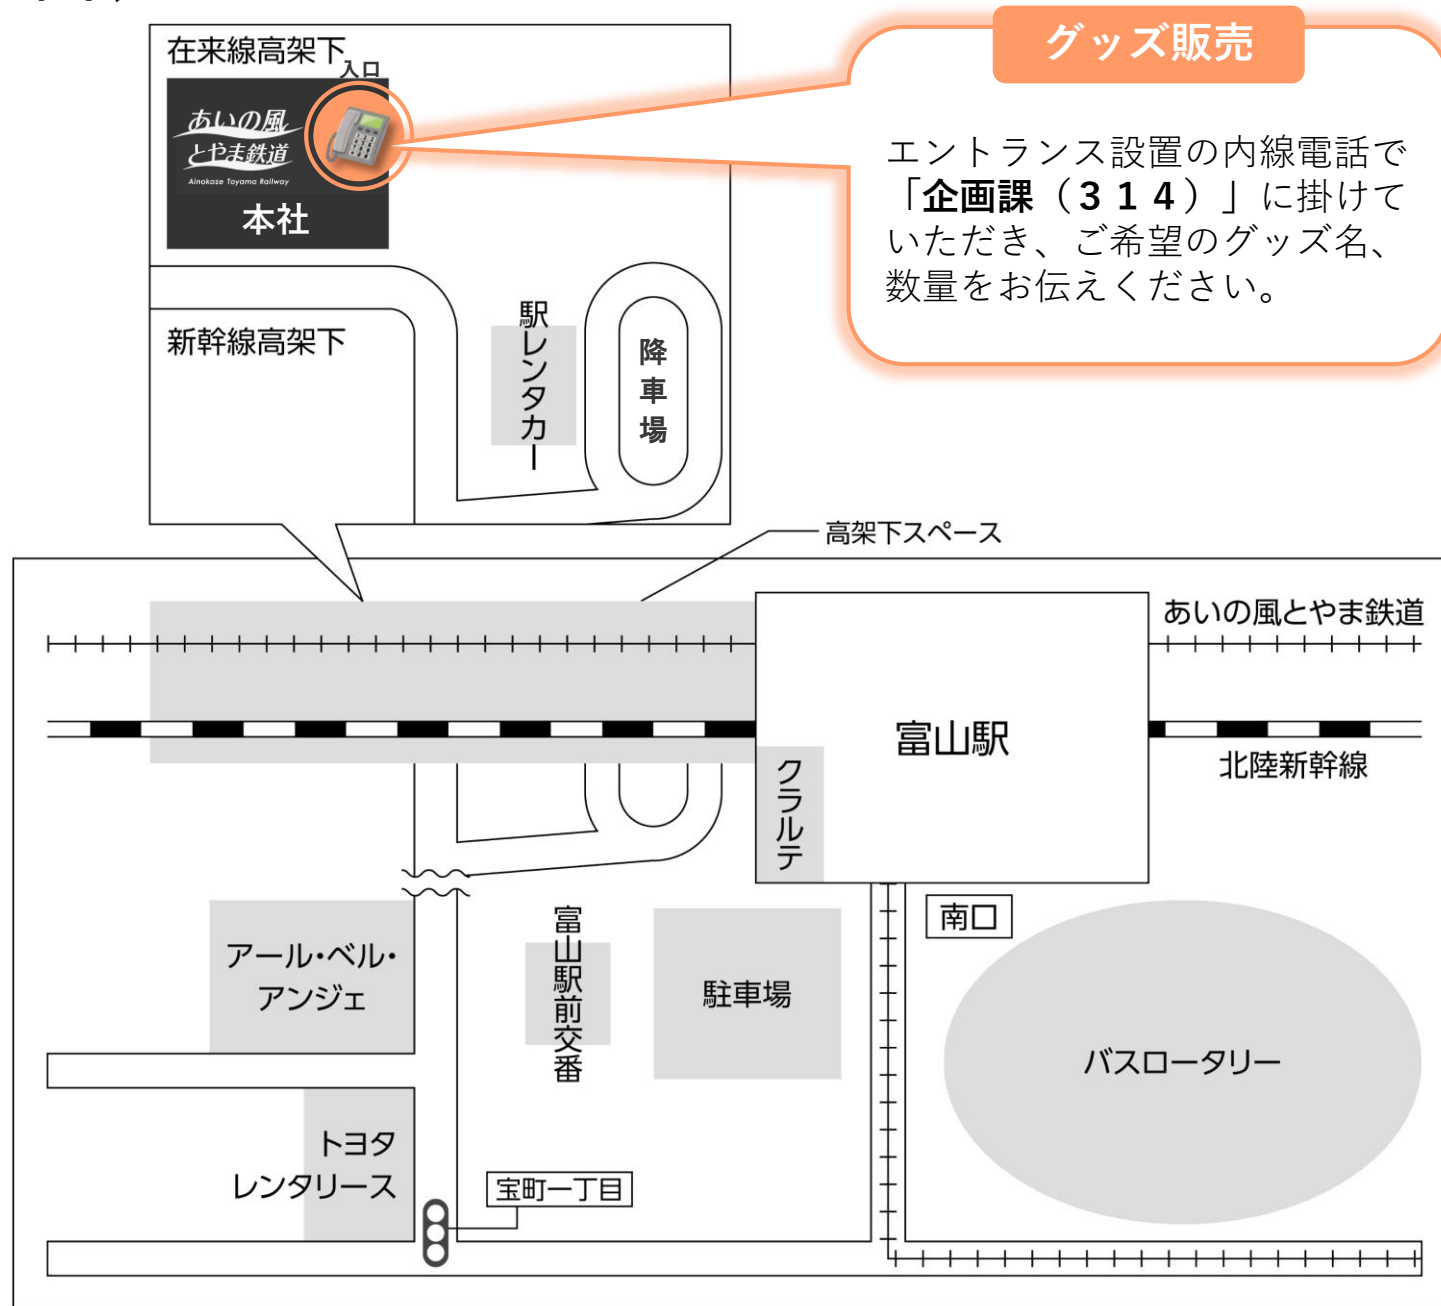 在来線高架下
入口
あいの風
とやま鉄道
Ainokaze Toyama Railway
本社
グッズ販売
エントランス設置の内線電話で
「企画課（３１４）」に掛けて
いただき、ご希望のグッズ名、
数量をお伝えください。
新幹線高架下
駅レンタカー
降車場
高架下スペース
あいの風とやま鉄道
富山駅
北陸新幹線
クラルテ
南口
アール・ベル・
アンジェ
富山駅前交番
駐車場
バスロータリー
トヨタ
レンタリース
宝町一丁目